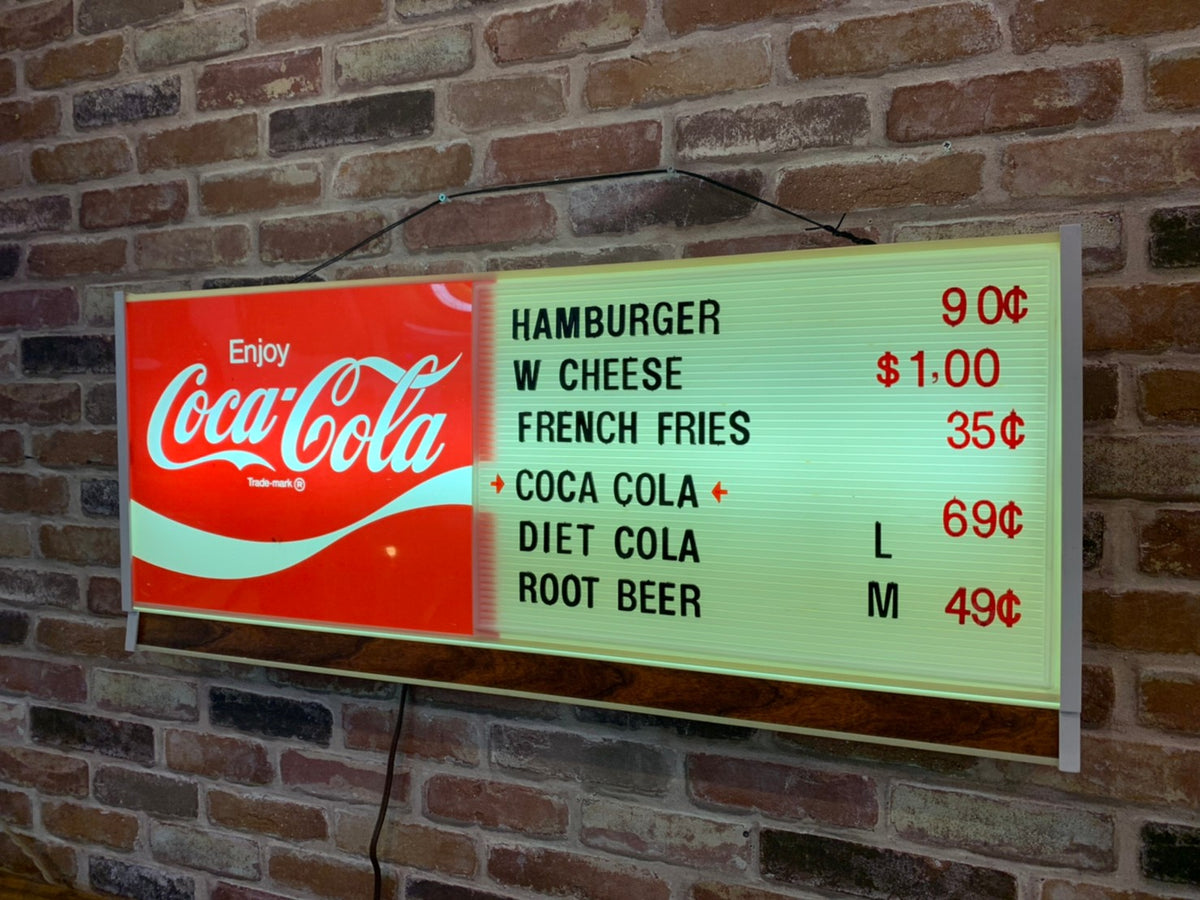 Enjoy
Coca-Cola
Trade-mark ®
HAMBURGER 90¢
W CHEESE $1,00
FRENCH FRIES 35¢
→ COCA COLA ←
DIET COLA L 69¢
ROOT BEER M 49¢